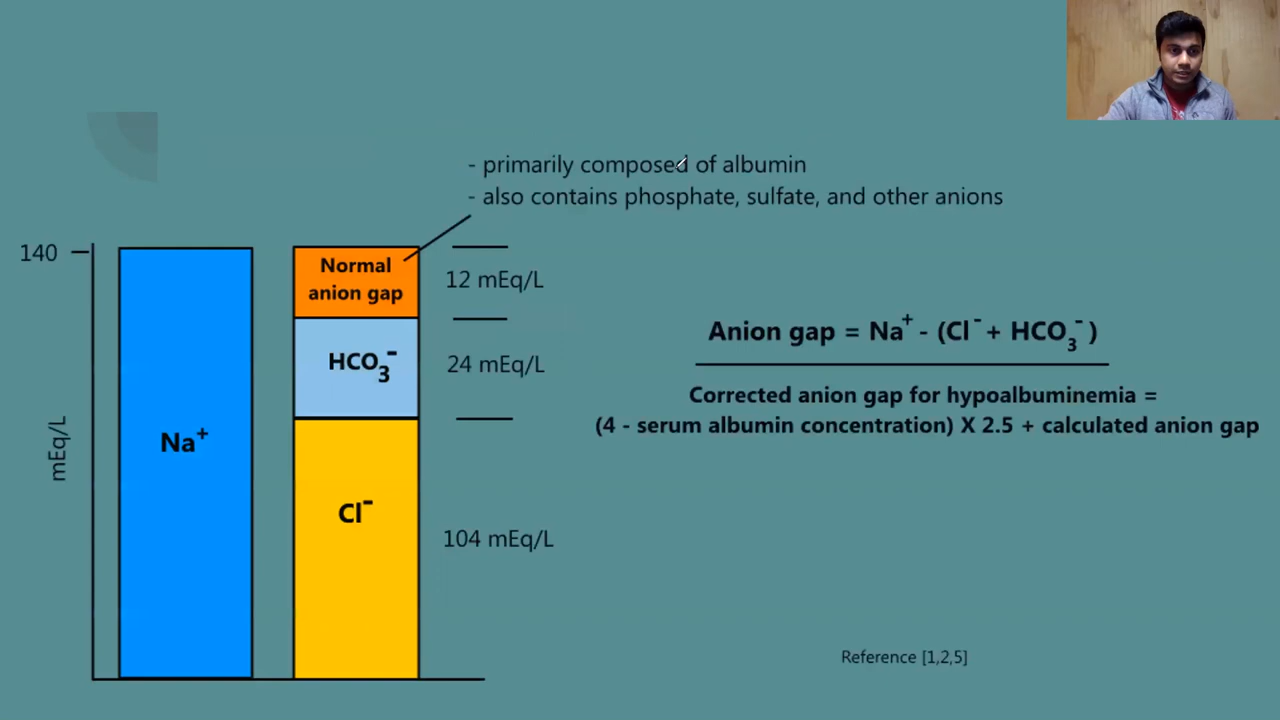 - primarily composed of albumin
- also contains phosphate, sulfate, and other anions
140
Normal
anion gap
12 mEq/L
HCO3-
24 mEq/L
Na+
Cl-
104 mEq/L
mEq/L
Anion gap = Na+ - (Cl- + HCO3-)
Corrected anion gap for hypoalbuminemia =
(4 - serum albumin concentration) X 2.5 + calculated anion gap
Reference [1,2,5]